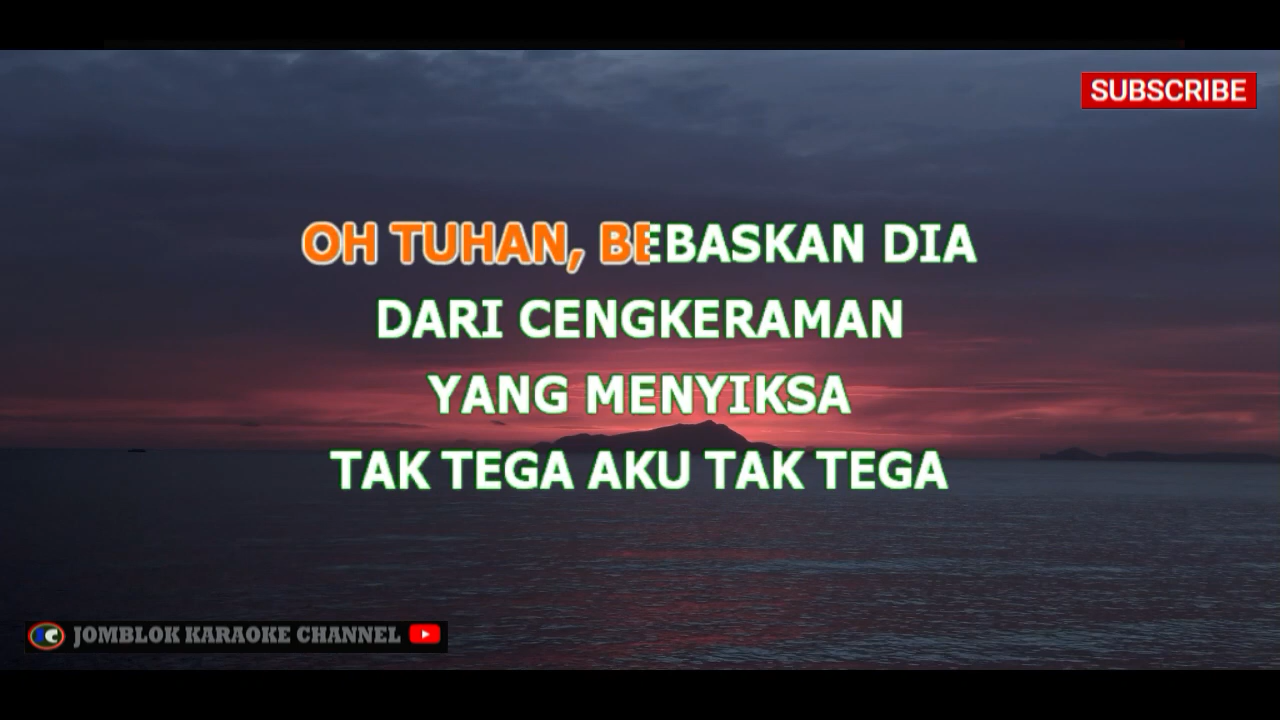 SUBSCRIBE
OH TUHAN, BEBASKAN DIA
DARI CENGKERAMAN
YANG MENYIKSA
TAK TEGA AKU TAK TEGA
JOMBLOK KARAOKE CHANNEL